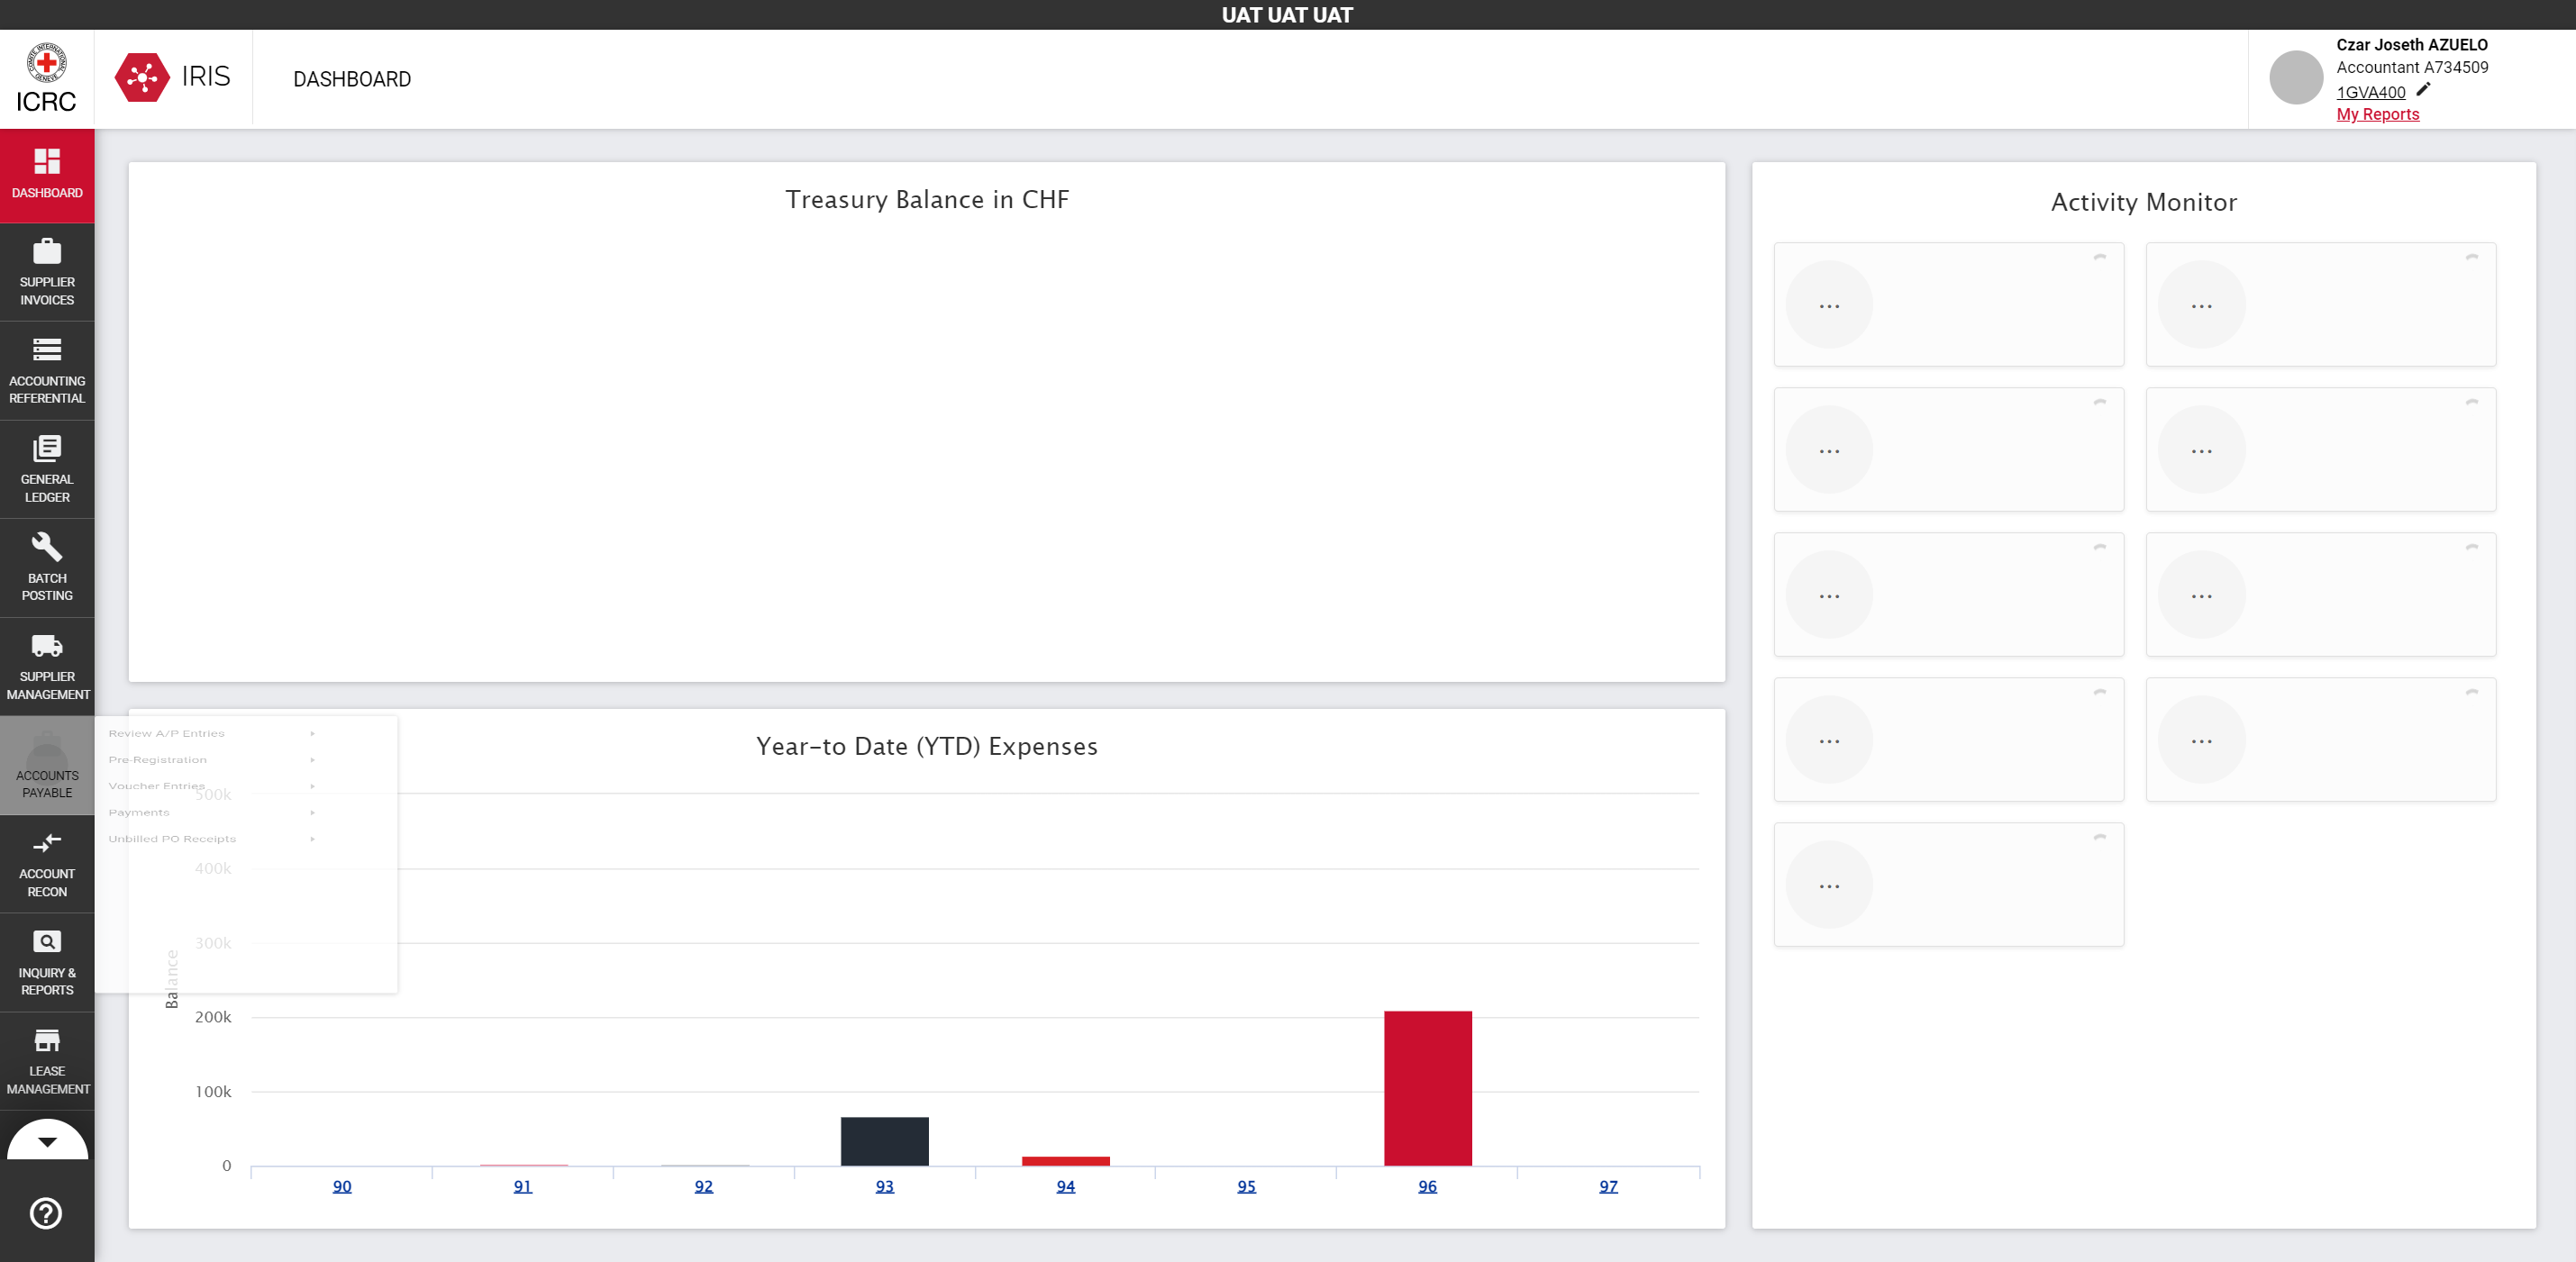 UAT UAT UAT
ICRC
IRIS
DASHBOARD
Czar Joseth AZUELO
Accountant A734509
1GVA400
My Reports
DASHBOARD
SUPPLIER
INVOICES
ACCOUNTING
REFERENTIAL
GENERAL
LEDGER
BATCH
POSTING
SUPPLIER
MANAGEMENT
ACCOUNTS
PAYABLE
ACCOUNT
RECON
INQUIRY &
REPORTS
LEASE
MANAGEMENT
Review A/P Entries
Pre-Registration
Voucher Entries
Payments
Unbilled PO Receipts
Treasury Balance in CHF
Year-to Date (YTD) Expenses
Balance
500k
400k
300k
200k
100k
0
90
91
92
93
94
95
96
97
Activity Monitor
...
...
...
...
...
...
...
...
...